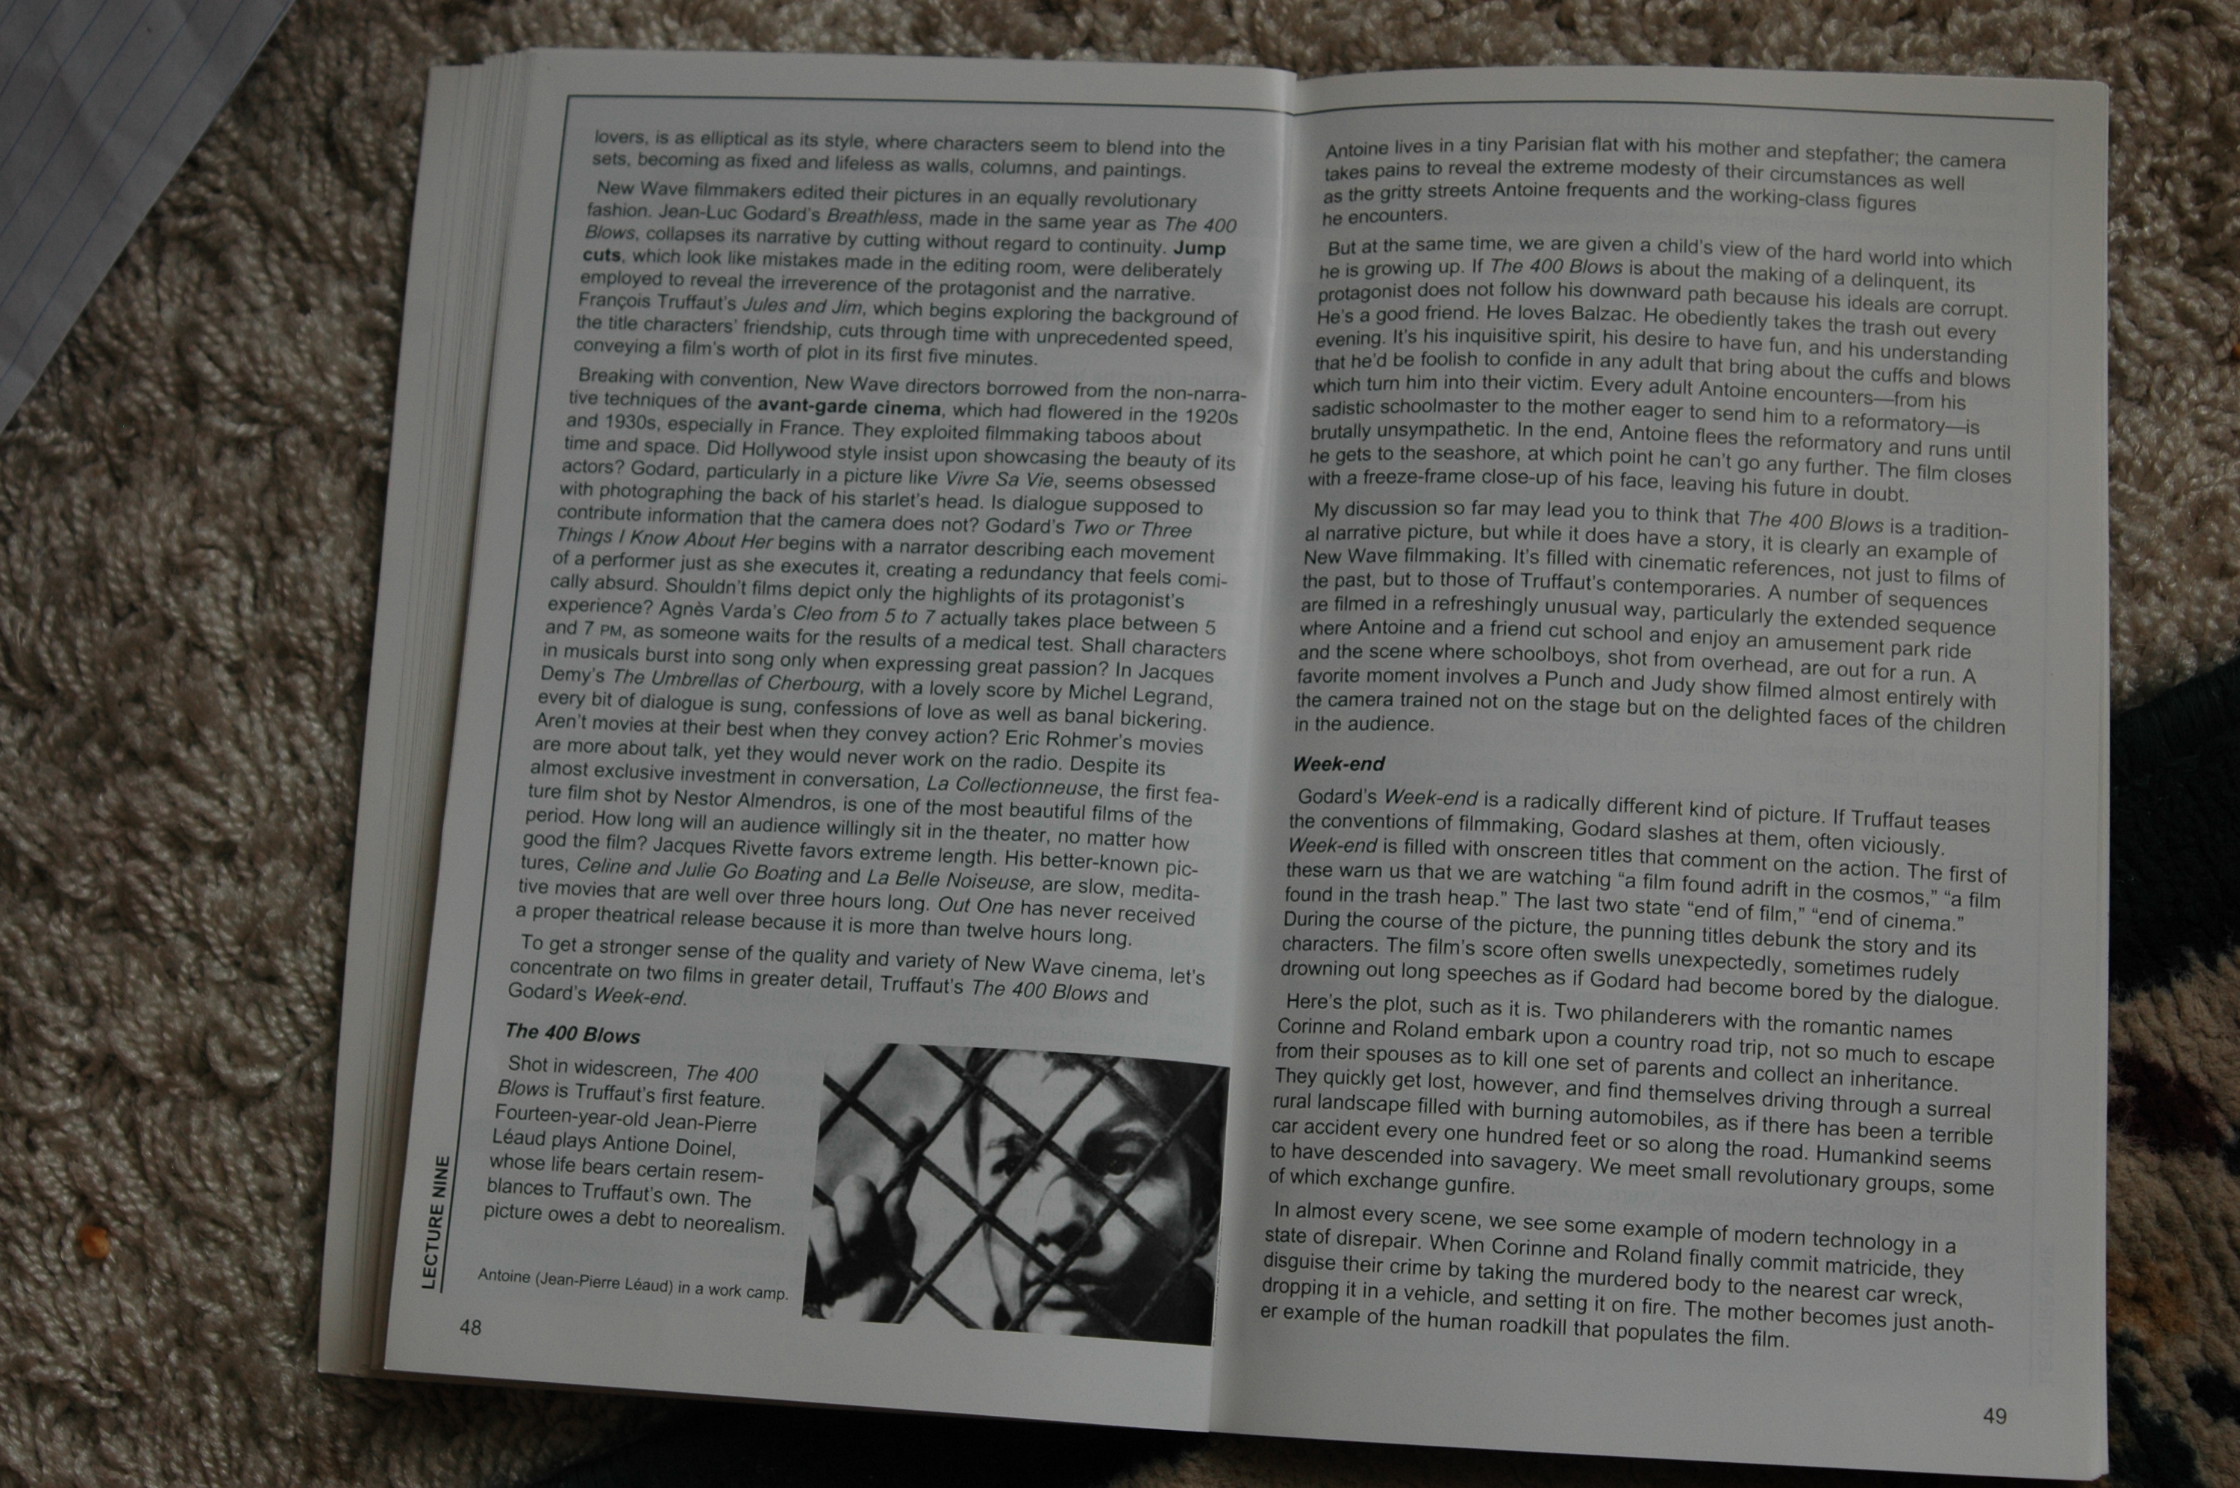 lovers, is as elliptical as its style, where characters seem to blend into the
sets, becoming as fixed and lifeless as walls, columns, and paintings.
New Wave filmmakers edited their pictures in an equally revolutionary
fashion. Jean-Luc Godard's Breathless, made in the same year as The 400
Blows, collapses its narrative by cutting without regard to continuity. Jump
cuts, which look like mistakes made in the editing room, were deliberately
employed to reveal the irreverence of the protagonist and the narrative.
François Truffaut's Jules and Jim, which begins exploring the background of
the title characters' friendship, cuts through time with unprecedented speed,
conveying a film's worth of plot in its first five minutes.
Breaking with convention, New Wave directors borrowed from the non-narra-
tive techniques of the avant-garde cinema, which had flowered in the 1920s
and 1930s, especially in France. They exploited filmmaking taboos about
time and space. Did Hollywood style insist upon showcasing the beauty of its
actors? Godard, particularly in a picture like Vivre Sa Vie, seems obsessed
with photographing the back of his starlet's head. Is dialogue supposed to
contribute information that the camera does not? Godard's Two or Three
Things I Know About Her begins with a narrator describing each movement
of a performer just as she executes it, creating a redundancy that feels comi-
cally absurd. Shouldn't films depict only the highlights of its protagonist's
experience? Agnès Varda's Cleo from 5 to 7 actually takes place between 5
and 7 PM, as someone waits for the results of a medical test. Shall characters
in musicals burst into song only when expressing great passion? In Jacques
Demy's The Umbrellas of Cherbourg, with a lovely score by Michel Legrand,
every bit of dialogue is sung, confessions of love as well as banal bickering.
Aren't movies at their best when they convey action? Eric Rohmer's movies
are more about talk, yet they would never work on the radio. Despite its
almost exclusive investment in conversation, La Collectionneuse, the first fea-
ture film shot by Nestor Almendros, is one of the most beautiful films of the
period. How long will an audience willingly sit in the theater, no matter how
good the film? Jacques Rivette favors extreme length. His better-known pic-
tures, Celine and Julie Go Boating and La Belle Noiseuse, are slow, medita-
tive movies that are well over three hours long. Out One has never received
a proper theatrical release because it is more than twelve hours long.
To get a stronger sense of the quality and variety of New Wave cinema, let's
concentrate on two films in greater detail, Truffaut's The 400 Blows and
Godard's Week-end.
The 400 Blows
Shot in widescreen, The 400
Blows is Truffaut's first feature.
Fourteen-year-old Jean-Pierre
Léaud plays Antione Doinel,
whose life bears certain resem-
blances to Truffaut's own. The
picture owes a debt to neorealism.
Antoine (Jean-Pierre Léaud) in a work camp.
LECTURE NINE
48
Antoine lives in a tiny Parisian flat with his mother and stepfather; the camera
takes pains to reveal the extreme modesty of their circumstances as well
as the gritty streets Antoine frequents and the working-class figures
he encounters.
But at the same time, we are given a child's view of the hard world into which
he is growing up. If The 400 Blows is about the making of a delinquent, its
protagonist does not follow his downward path because his ideals are corrupt.
He's a good friend. He loves Balzac. He obediently takes the trash out every
evening. It's his inquisitive spirit, his desire to have fun, and his understanding
that he'd be foolish to confide in any adult that bring about the cuffs and blows
which turn him into their victim. Every adult Antoine encounters—from his
sadistic schoolmaster to the mother eager to send him to a reformatory—is
brutally unsympathetic. In the end, Antoine flees the reformatory and runs until
he gets to the seashore, at which point he can't go any further. The film closes
with a freeze-frame close-up of his face, leaving his future in doubt.
My discussion so far may lead you to think that The 400 Blows is a tradition-
al narrative picture, but while it does have a story, it is clearly an example of
New Wave filmmaking. It's filled with cinematic references, not just to films of
the past, but to those of Truffaut's contemporaries. A number of sequences
are filmed in a refreshingly unusual way, particularly the extended sequence
where Antoine and a friend cut school and enjoy an amusement park ride
and the scene where schoolboys, shot from overhead, are out for a run. A
favorite moment involves a Punch and Judy show filmed almost entirely with
the camera trained not on the stage but on the delighted faces of the children
in the audience.
Week-end
Godard's Week-end is a radically different kind of picture. If Truffaut teases
the conventions of filmmaking, Godard slashes at them, often viciously.
Week-end is filled with onscreen titles that comment on the action. The first of
these warn us that we are watching "a film found adrift in the cosmos," "a film
found in the trash heap." The last two state "end of film," "end of cinema."
During the course of the picture, the punning titles debunk the story and its
characters. The film's score often swells unexpectedly, sometimes rudely
drowning out long speeches as if Godard had become bored by the dialogue.
Here's the plot, such as it is. Two philanderers with the romantic names
Corinne and Roland embark upon a country road trip, not so much to escape
from their spouses as to kill one set of parents and collect an inheritance.
They quickly get lost, however, and find themselves driving through a surreal
rural landscape filled with burning automobiles, as if there has been a terrible
car accident every one hundred feet or so along the road. Humankind seems
to have descended into savagery. We meet small revolutionary groups, some
of which exchange gunfire.
In almost every scene, we see some example of modern technology in a
state of disrepair. When Corinne and Roland finally commit matricide, they
disguise their crime by taking the murdered body to the nearest car wreck,
dropping it in a vehicle, and setting it on fire. The mother becomes just anoth-
er example of the human roadkill that populates the film.
49